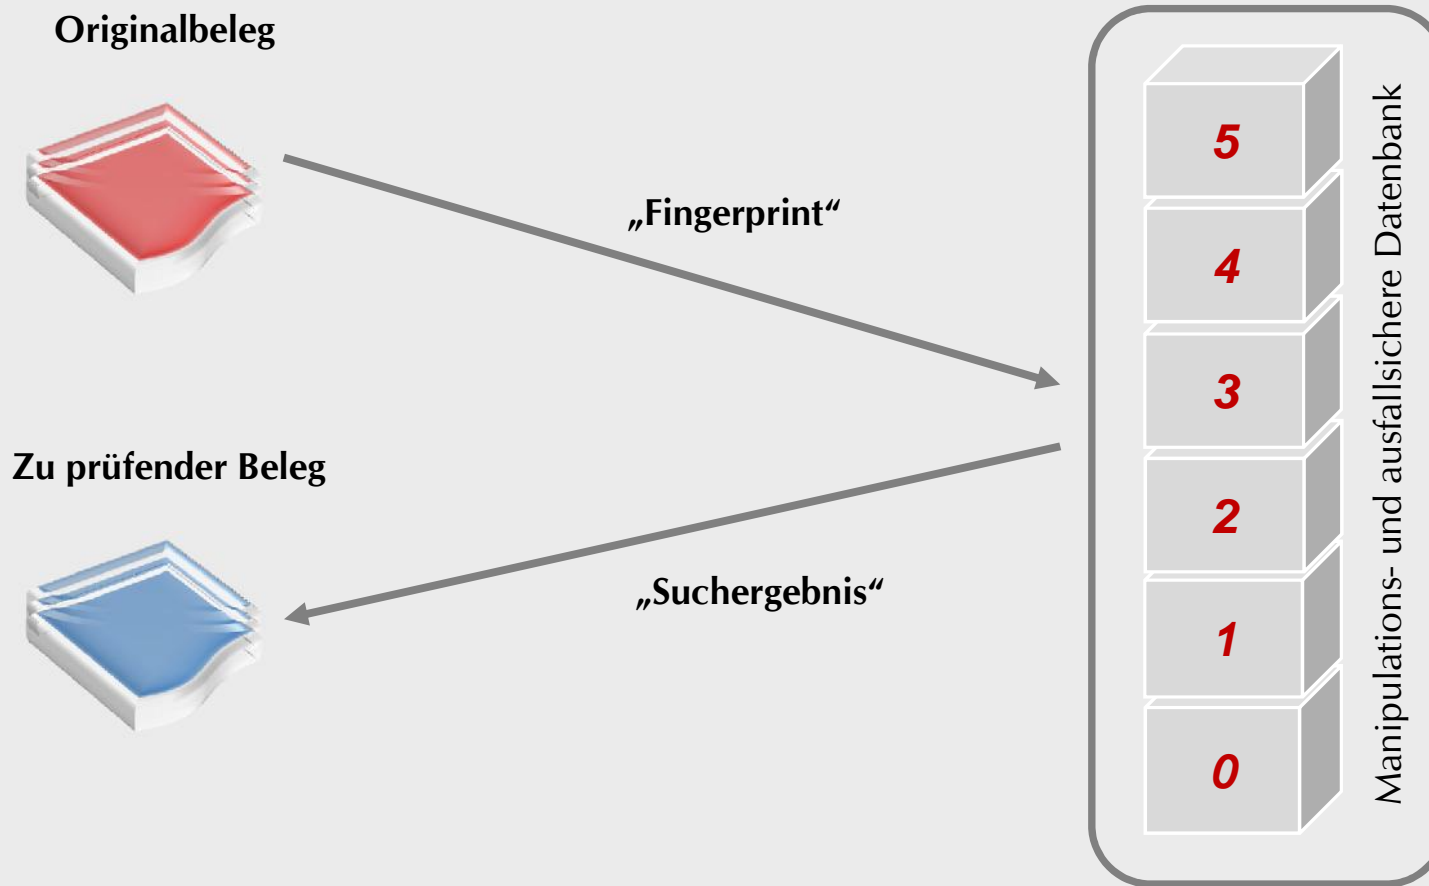 Originalbeleg
„Fingerprint“
Zu prüfender Beleg
„Suchergebnis“
5
4
3
2
1
0
Manipulations- und ausfallsichere Datenbank